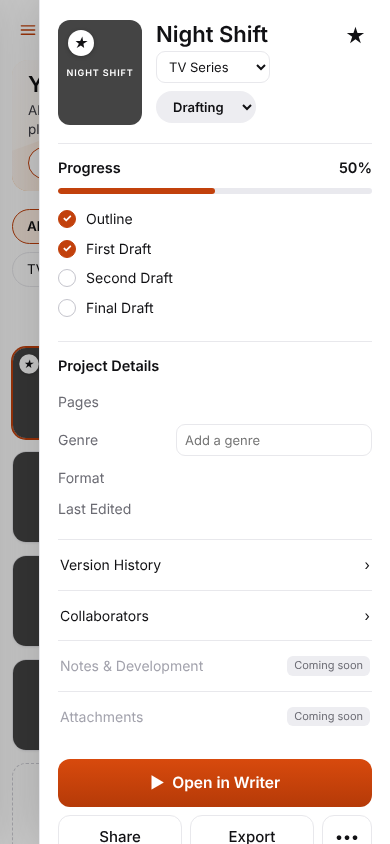 Night Shift
NIGHT SHIFT
TV Series
Drafting
Progress 50%
Outline
First Draft
Second Draft
Final Draft
Project Details
Pages
Genre Add a genre
Format
Last Edited
Version History
Collaborators
Notes & Development Coming soon
Attachments Coming soon
Open in Writer
Share Export